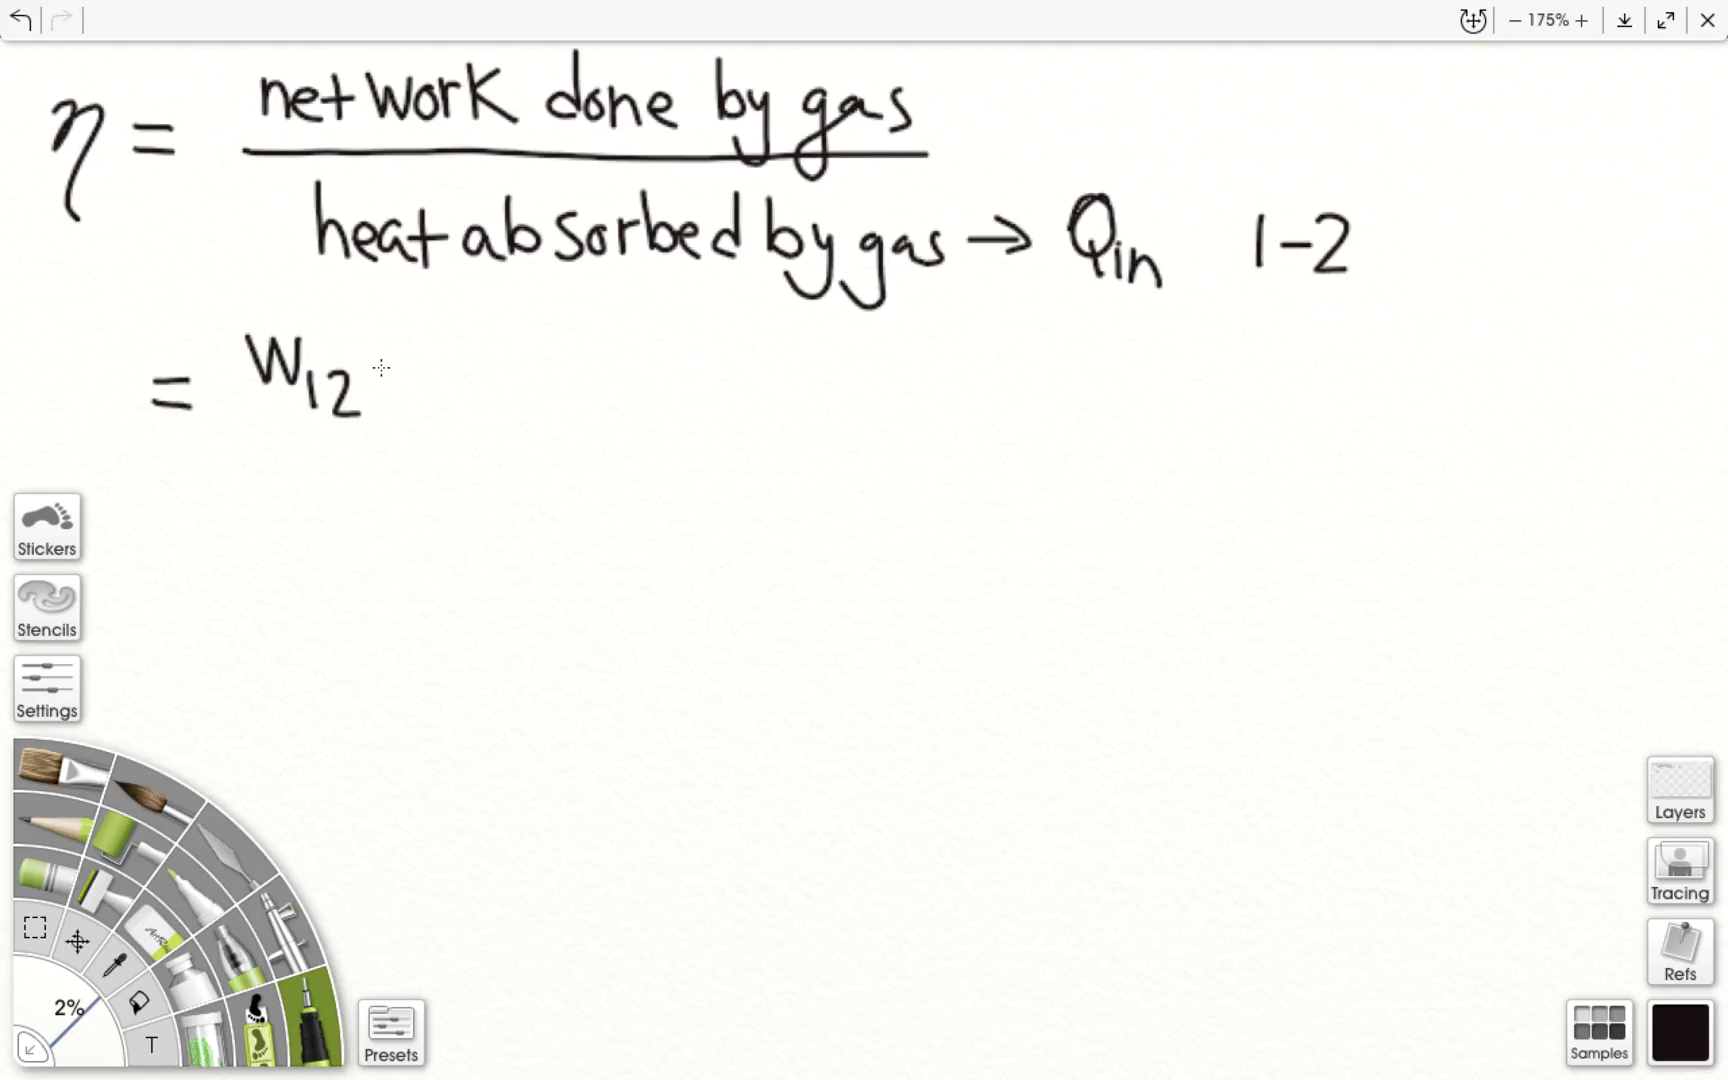 175%
η = net work done by gas
heat absorbed by gas → Qin 1-2
= W12
Stickers
Stencils
Settings
2%
T
Presets
Layers
Tracing
Refs
Samples